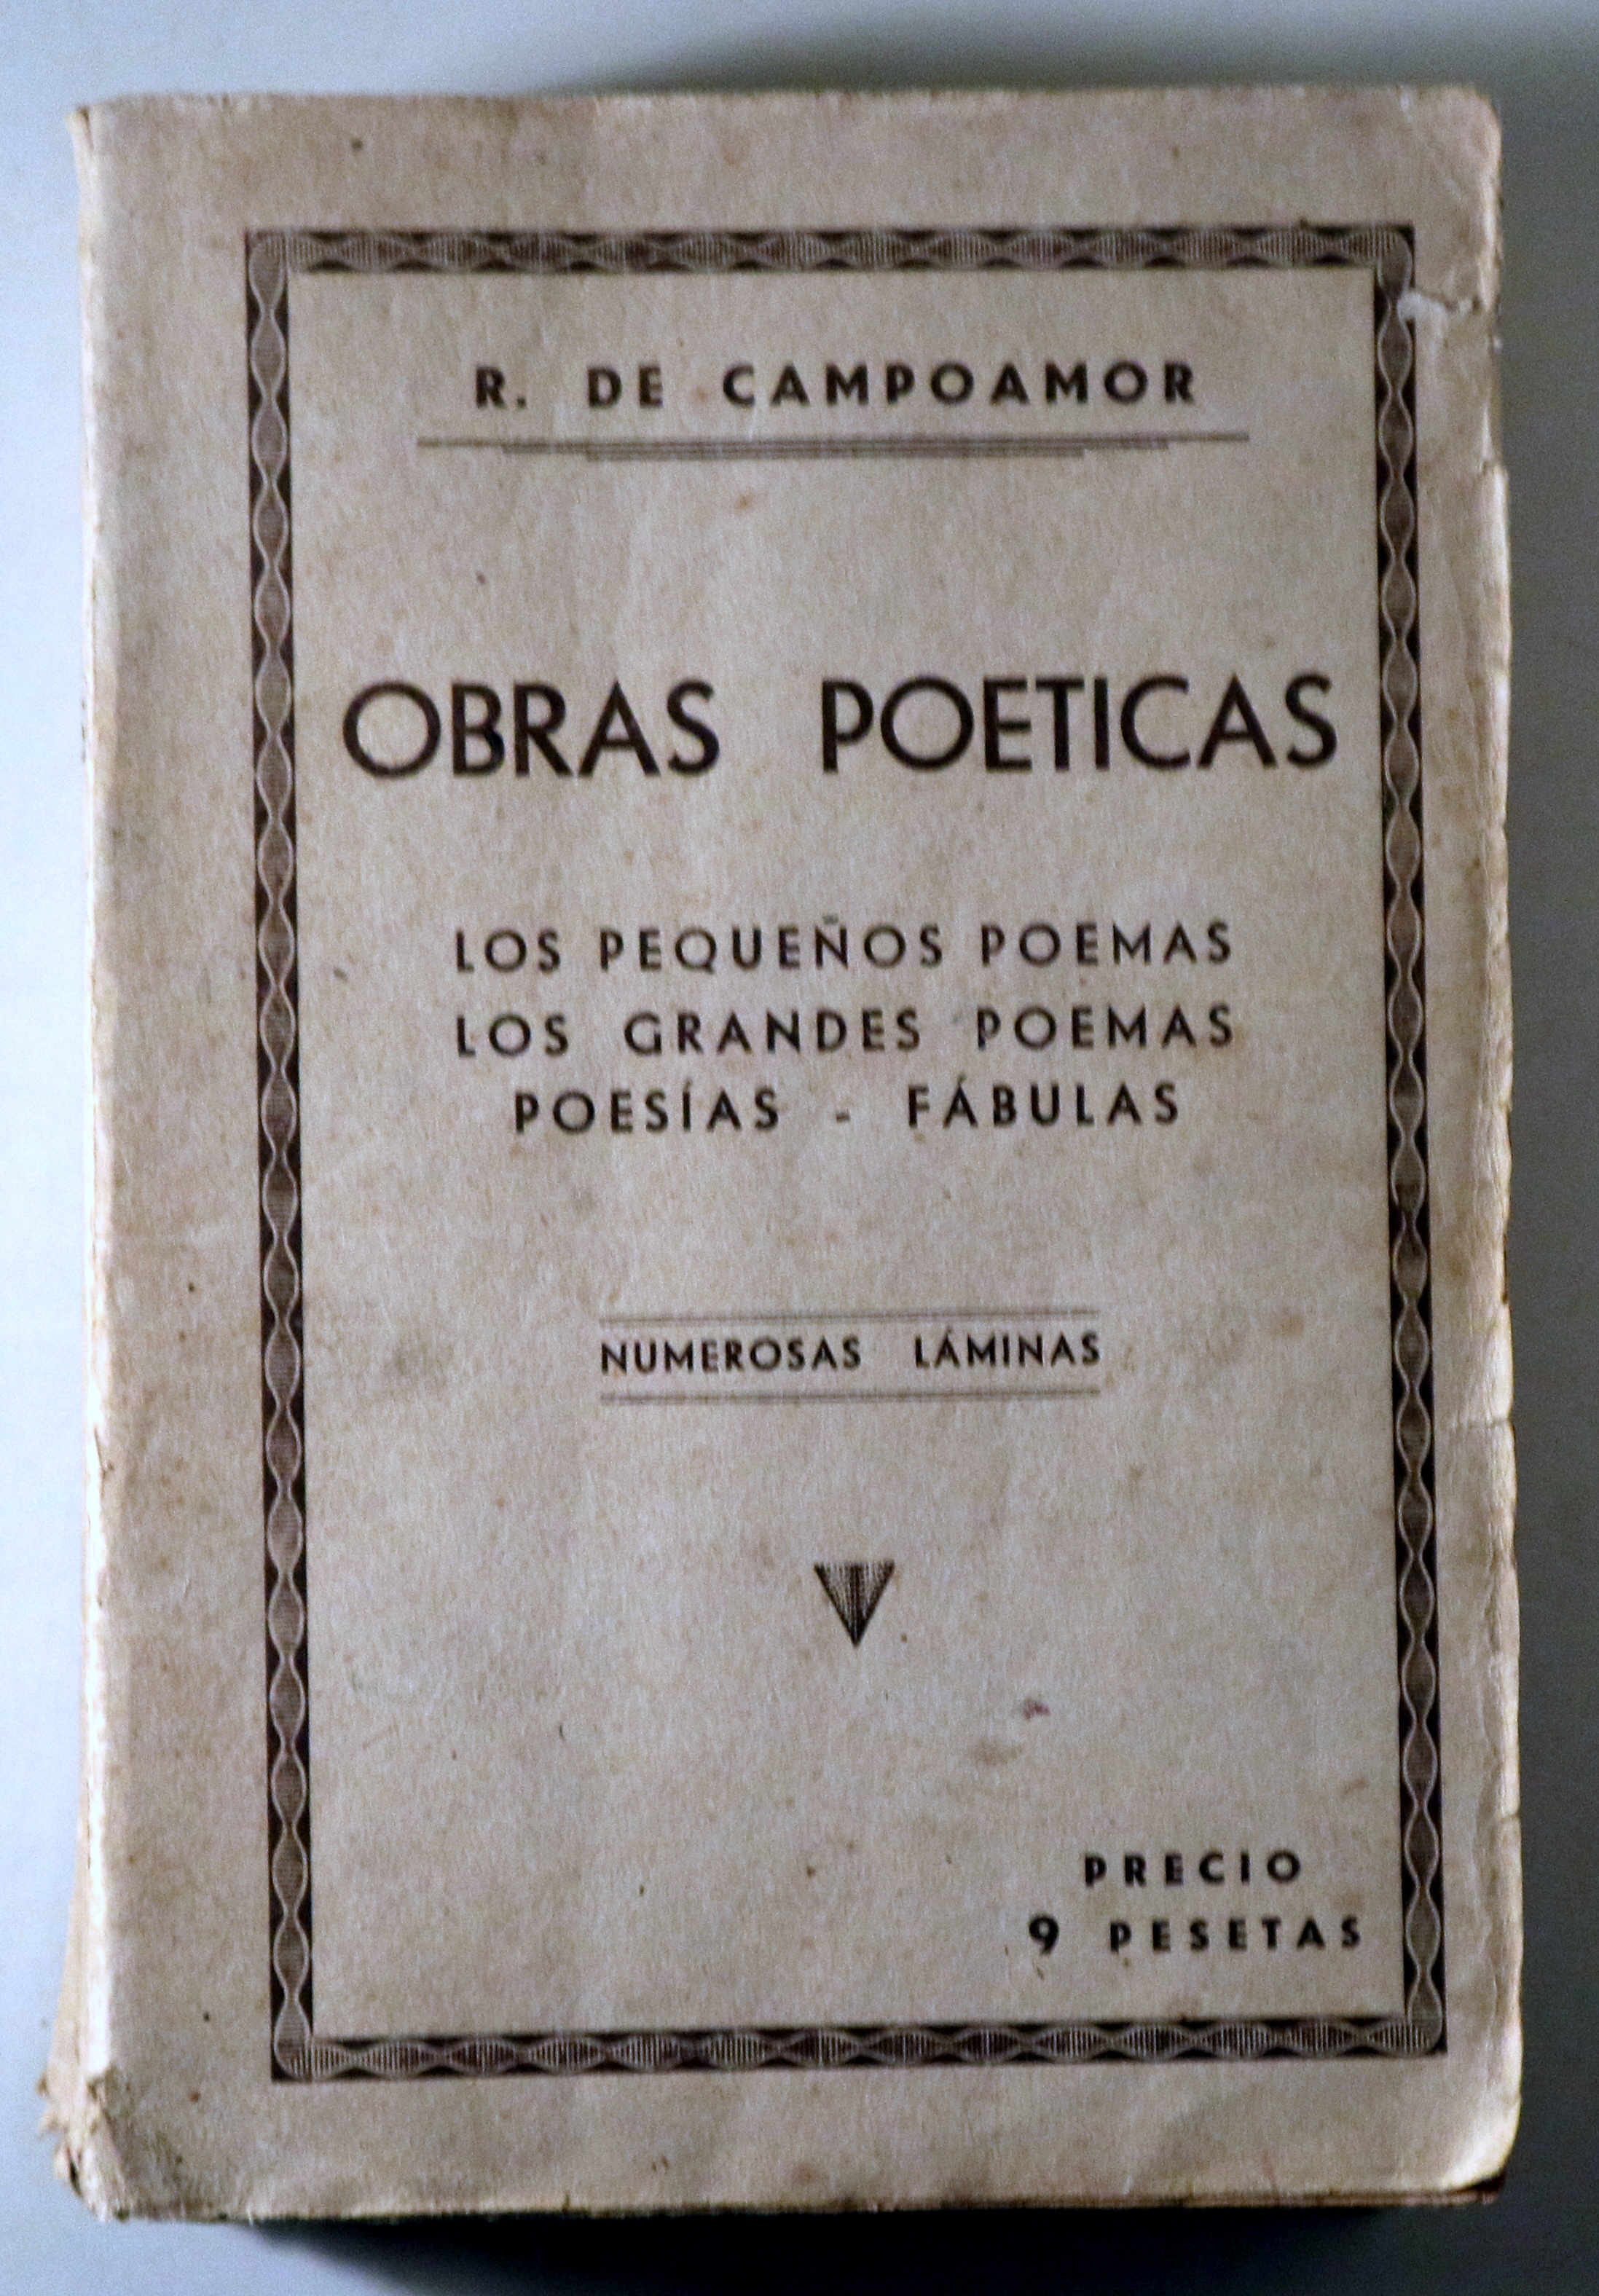 R. DE CAMPOAMOR
OBRAS POETICAS
LOS PEQUEÑOS POEMAS
LOS GRANDES POEMAS
POESÍAS - FÁBULAS
NUMEROSAS LÁMINAS
PRECIO
9 PESETAS